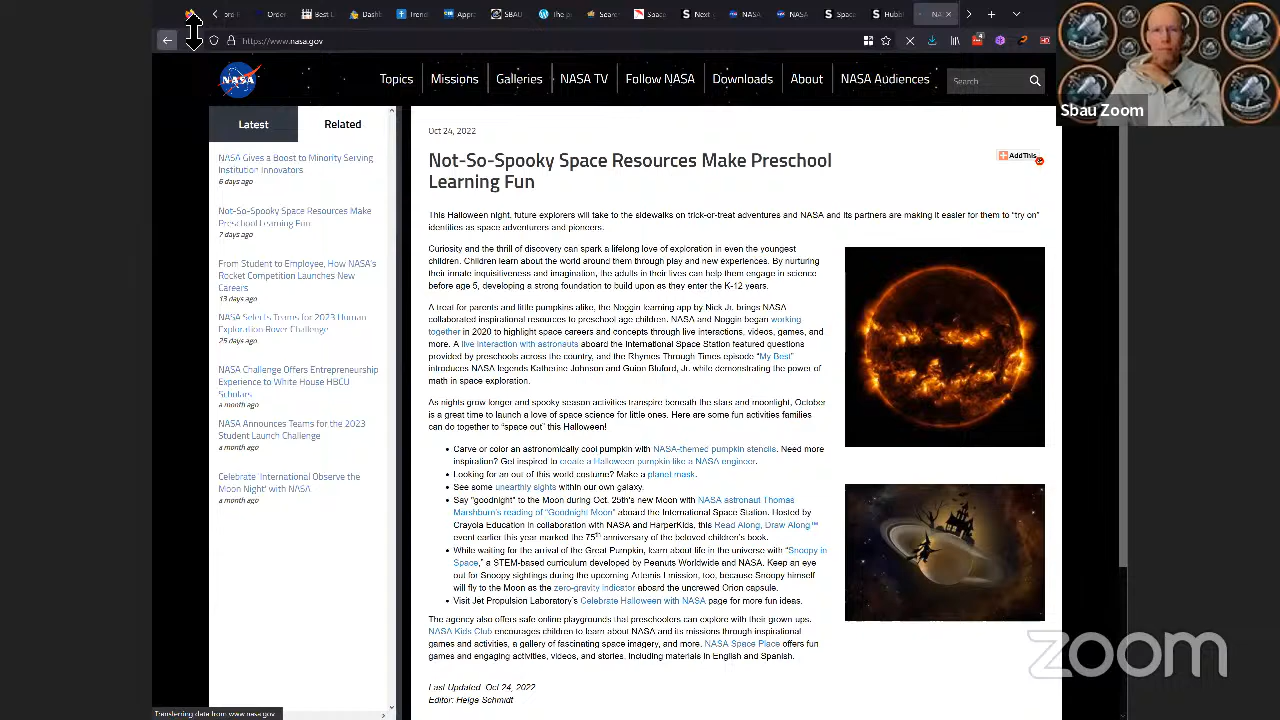 ore R
Order
Best L
Dashb
Trend
Appro
SBAU
The p
Search
Space
Next
NASA
NASA
Space
Hubbl
NA
https://www.nasa.gov
4
HD
Sbau Zoom
NASA
Topics
Missions
Galleries
NASA TV
Follow NASA
Downloads
About
NASA Audiences
Search
Latest
Related
NASA Gives a Boost to Minority Serving
Institution Innovators
6 days ago
Not-So-Spooky Space Resources Make
Preschool Learning Fun
7 days ago
From Student to Employee, How NASA's
Rocket Competition Launches New
Careers
13 days ago
NASA Selects Teams for 2023 Human
Exploration Rover Challenge
25 days ago
NASA Challenge Offers Entrepreneurship
Experience to White House HBCU
Scholars
a month ago
NASA Announces Teams for the 2023
Student Launch Challenge
a month ago
Celebrate 'International Observe the
Moon Night' with NASA
a month ago
Oct 24, 2022
Not-So-Spooky Space Resources Make Preschool
Learning Fun
AddThis
This Halloween night, future explorers will take to the sidewalks on trick-or-treat adventures and NASA and its partners are making it easier for them to "try on"
identities as space adventurers and pioneers.
Curiosity and the thrill of discovery can spark a lifelong love of exploration in even the youngest
children. Children learn about the world around them through play and new experiences. By nurturing
their innate inquisitiveness and imagination, the adults in their lives can help them engage in science
before age 5, developing a strong foundation to build upon as they enter the K-12 years.
A treat for parents and little pumpkins alike, the Noggin learning app by Nick Jr. brings NASA
collaborated inspirational resources to preschool age children. NASA and Noggin began working
together in 2020 to highlight space careers and concepts through live interactions, videos, games, and
more. A live interaction with astronauts aboard the International Space Station featured questions
provided by preschools across the country, and the Rhymes Through Times episode "My Best"
introduces NASA legends Katherine Johnson and Guion Bluford, Jr. while demonstrating the power of
math in space exploration.
As nights grow longer and spooky season activities transpire beneath the stars and moonlight, October
is a great time to launch a love of space science for little ones. Here are some fun activities families
can do together to "space out" this Halloween!
• Carve or color an astronomically cool pumpkin with NASA-themed pumpkin stencils. Need more
inspiration? Get inspired to create a Halloween pumpkin like a NASA engineer.
• Looking for an out of this world costume? Make a planet mask.
• See some unearthly sights within our own galaxy.
• Say "goodnight" to the Moon during Oct. 25th's new Moon with NASA astronaut Thomas
Marshburn's reading of "Goodnight Moon" aboard the International Space Station. Hosted by
Crayola Education in collaboration with NASA and HarperKids, this Read Along, Draw Along™
event earlier this year marked the 75th anniversary of the beloved children's book.
• While waiting for the arrival of the Great Pumpkin, learn about life in the universe with "Snoopy in
Space," a STEM-based curriculum developed by Peanuts Worldwide and NASA. Keep an eye
out for Snoopy sightings during the upcoming Artemis I mission, too, because Snoopy himself
will fly to the Moon as the zero-gravity indicator aboard the uncrewed Orion capsule.
• Visit Jet Propulsion Laboratory's Celebrate Halloween with NASA page for more fun ideas.
The agency also offers safe online playgrounds that preschoolers can explore with their grown ups.
NASA Kids Club encourages children to learn about NASA and its missions through inspirational
games and activities, a gallery of fascinating space imagery, and more. NASA Space Place offers fun
games and engaging activities, videos, and stories, including materials in English and Spanish.
Last Updated: Oct 24, 2022
Editor: Helge Schmidt
zoom
Transferring data from www.nasa.gov